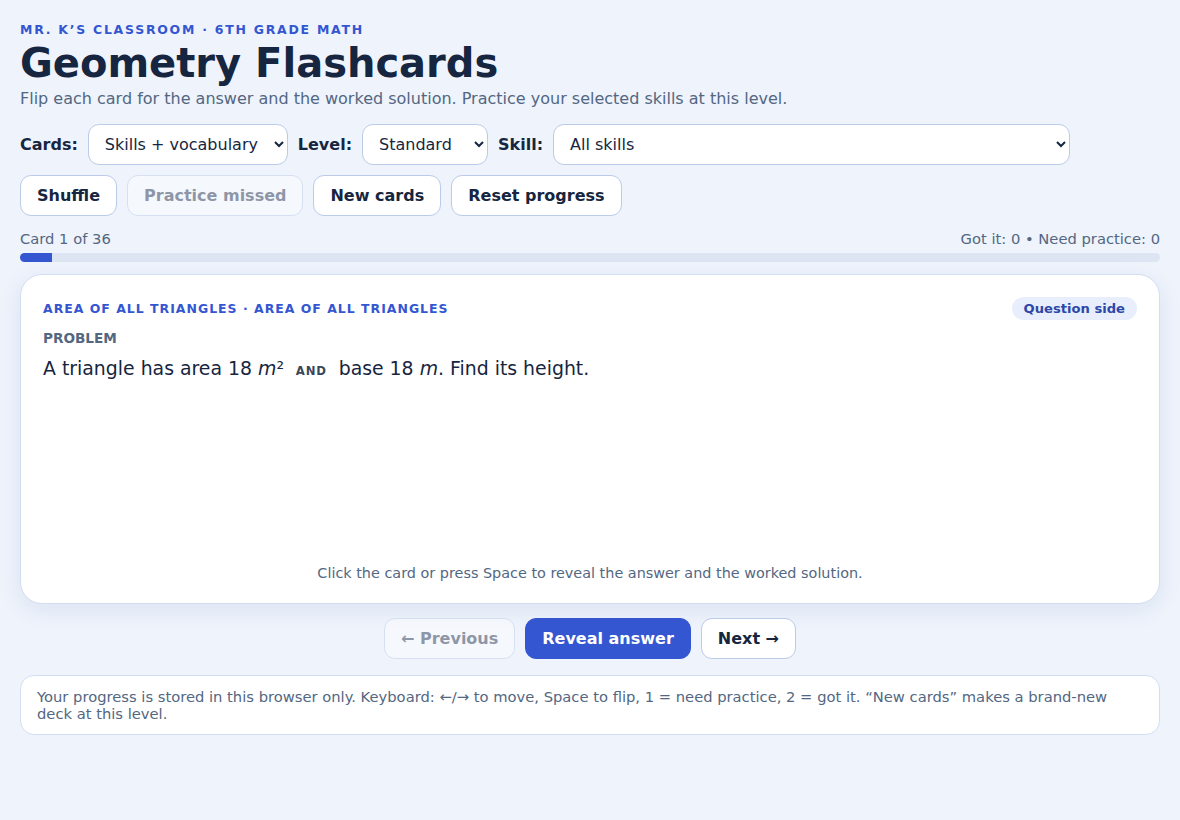 MR. K’S CLASSROOM · 6TH GRADE MATH
Geometry Flashcards
Flip each card for the answer and the worked solution. Practice your selected skills at this level.
Cards: Skills + vocabulary Level: Standard Skill: All skills
Shuffle Practice missed New cards Reset progress
Card 1 of 36 Got it: 0 • Need practice: 0
AREA OF ALL TRIANGLES · AREA OF ALL TRIANGLES Question side
PROBLEM
A triangle has area 18 m² AND base 18 m. Find its height.
Click the card or press Space to reveal the answer and the worked solution.
← Previous Reveal answer Next →
Your progress is stored in this browser only. Keyboard: ←/→ to move, Space to flip, 1 = need practice, 2 = got it. “New cards” makes a brand-new
deck at this level.